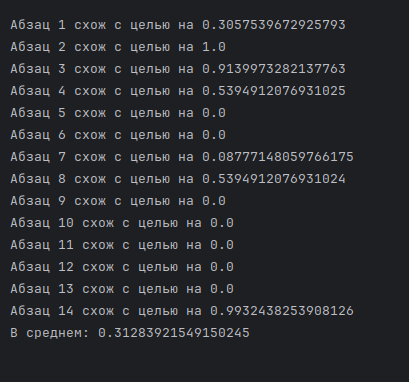 Абзац 1 схож с целью на 0.3057539672925793
Абзац 2 схож с целью на 1.0
Абзац 3 схож с целью на 0.9139973282137763
Абзац 4 схож с целью на 0.5394912076931025
Абзац 5 схож с целью на 0.0
Абзац 6 схож с целью на 0.0
Абзац 7 схож с целью на 0.08777148059766175
Абзац 8 схож с целью на 0.5394912076931024
Абзац 9 схож с целью на 0.0
Абзац 10 схож с целью на 0.0
Абзац 11 схож с целью на 0.0
Абзац 12 схож с целью на 0.0
Абзац 13 схож с целью на 0.0
Абзац 14 схож с целью на 0.9932438253908126
В среднем: 0.31283921549150245